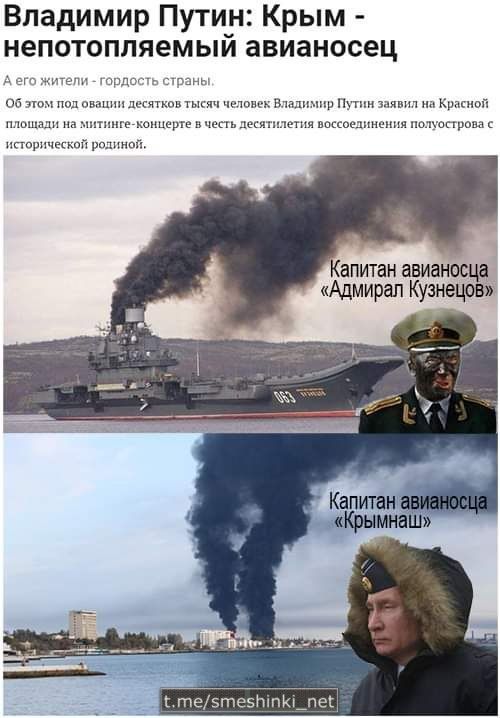 Владимир Путин: Крым -
непотопляемый авианосец
А его жители - гордость страны.
Об этом под овации десятков тысяч человек Владимир Путин заявил на Красной
площади на митинге-концерте в честь десятилетия воссоединения полуострова с
исторической родиной.
Капитан авианосца
«Адмирал Кузнецов»
063
Капитан авианосца
«Крымнаш»
t.me/smeshinki_net